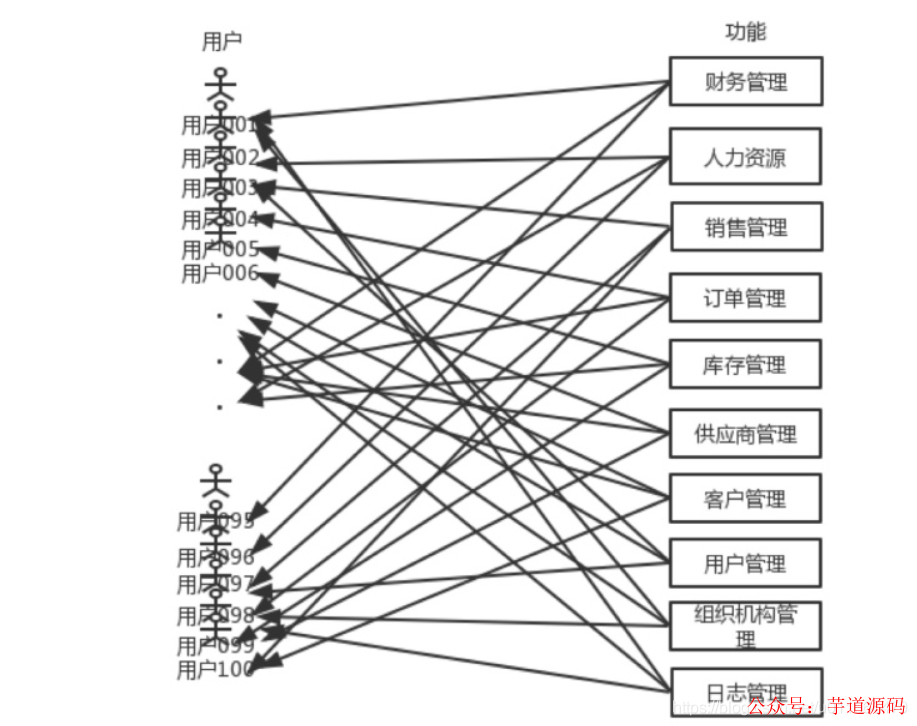 用户
功能
用户001
用户002
用户003
用户004
用户005
用户006
用户095
用户096
用户097
用户098
用户099
用户100
财务管理
人力资源
销售管理
订单管理
库存管理
供应商管理
客户管理
用户管理
组织机构管
理
日志管理
公众号：芋道源码